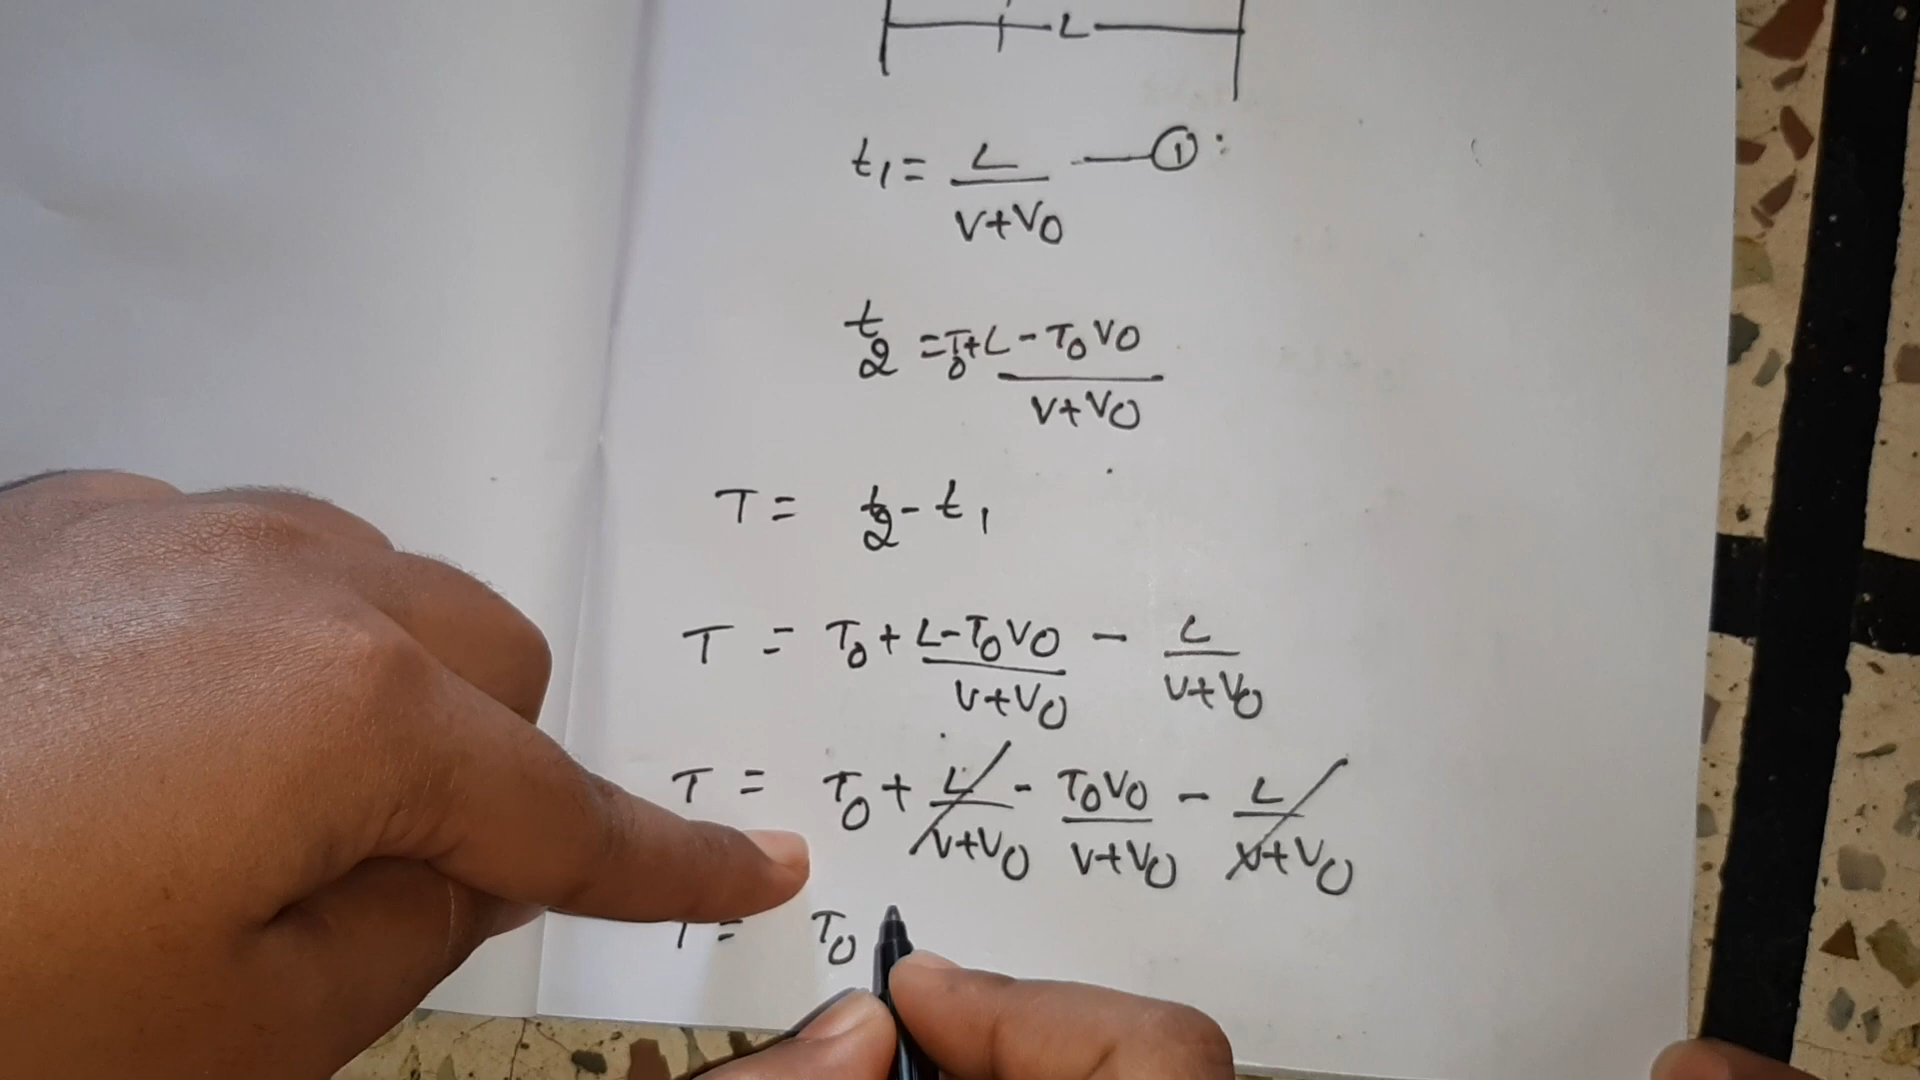 L
t₁ = L/(V+V₀) — ① :
t₂ = T₀ + (L - T₀V₀)/(V+V₀)
T = t₂ - t₁
T = T₀ + (L - T₀V₀)/(V+V₀) - L/(V+V₀)
T = T₀ + L/(V+V₀) - T₀V₀/(V+V₀) - L/(V+V₀)
T = T₀